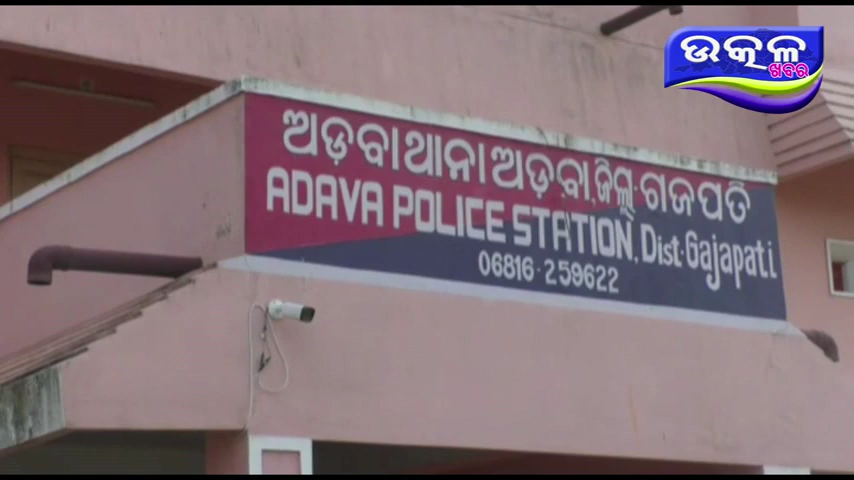 ଉତ୍କଳ
ଖବର
ଅଡ଼ବା ଥାନା ଅଡ଼ବା, ଜିଲ୍ଲା-ଗଜପତି
ADAVA POLICE STATION, Dist-Gajapati
06816-259622